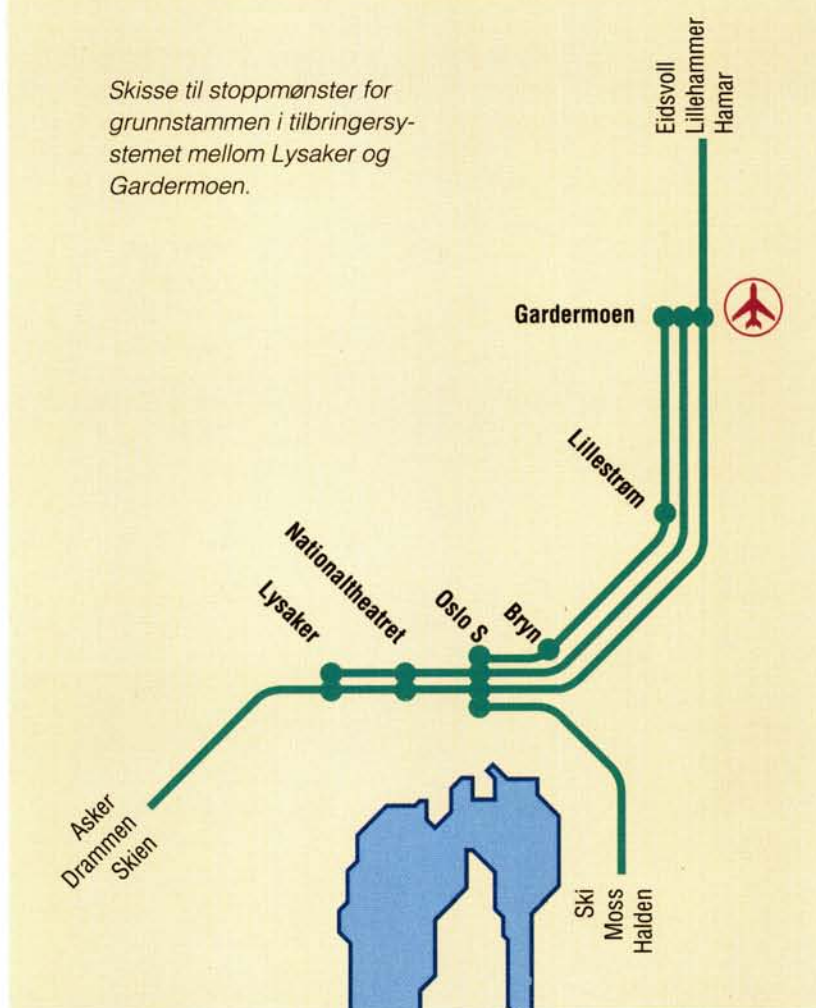 Skisse til stoppmønster for
grunnstammen i tilbringersy-
stemet mellom Lysaker og
Gardermoen.
Eidsvoll
Lillehammer
Hamar
Gardermoen
Lillestrøm
Nationaltheatret
Lysaker
Oslo S
Bryn
Asker
Drammen
Skien
Ski
Moss
Halden